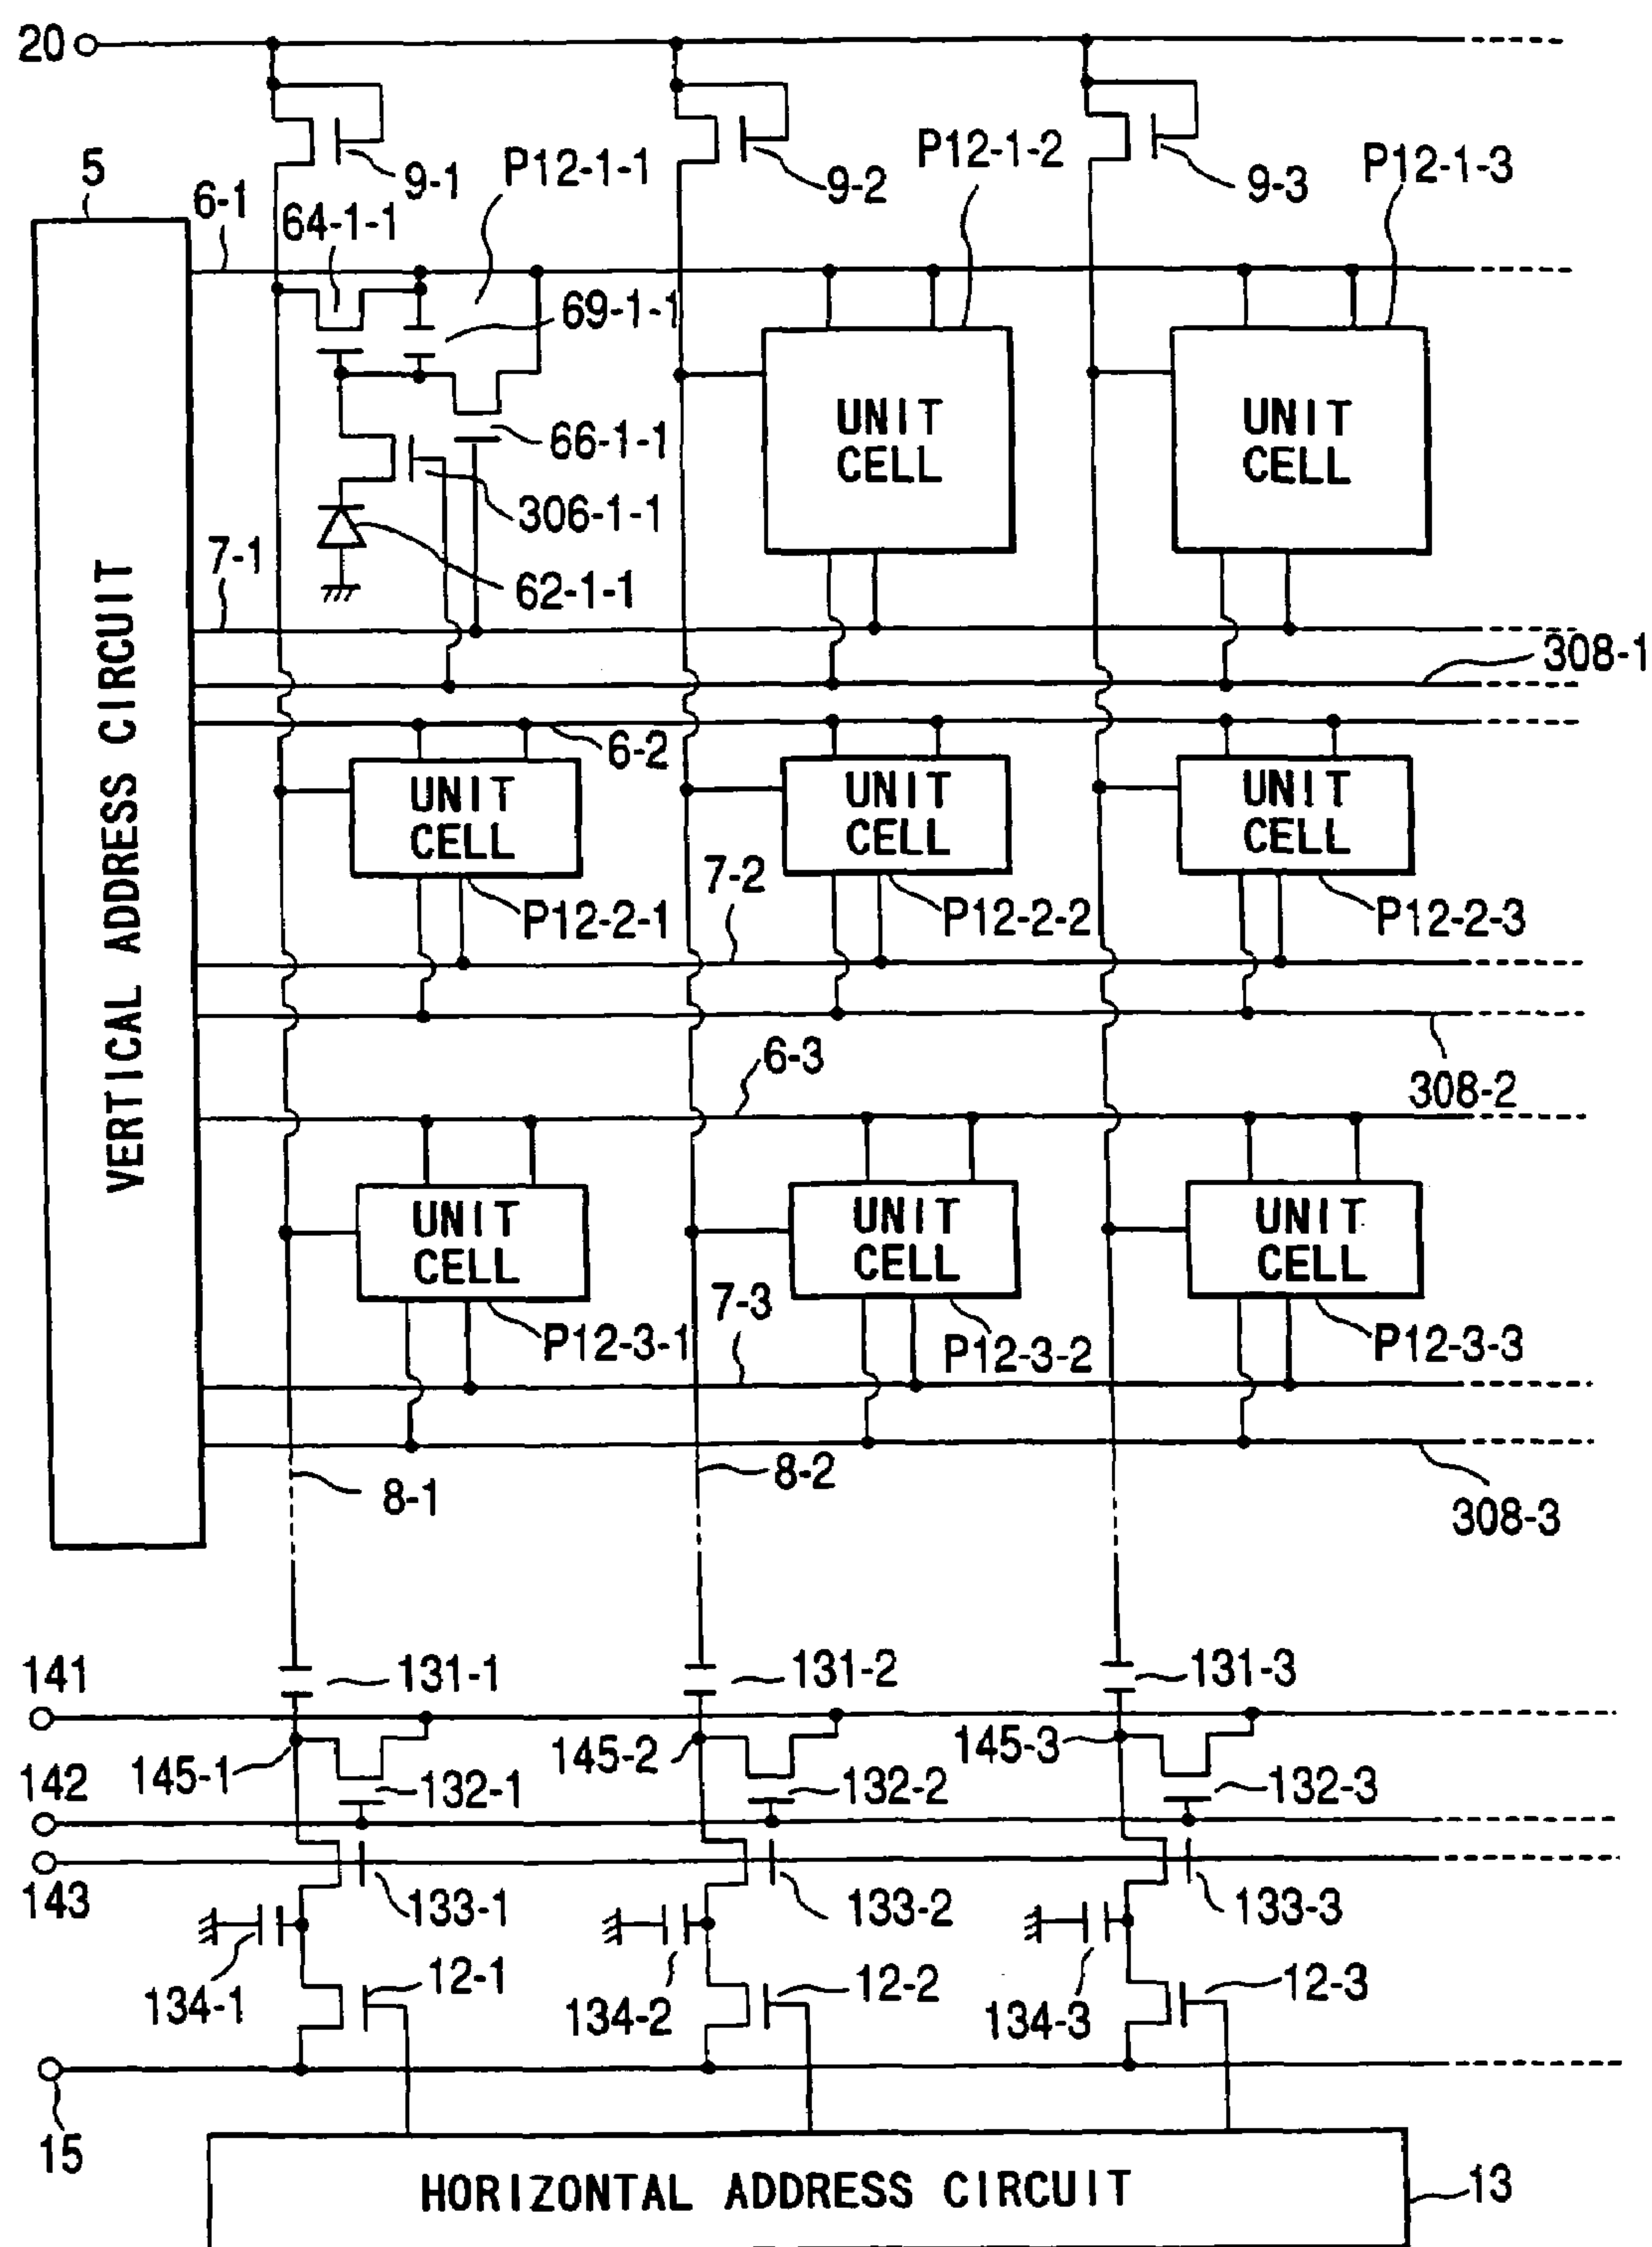 20
9-1
9-2
9-3
5
6-1
64-1-1
P12-1-1
P12-1-2
P12-1-3
69-1-1
66-1-1
306-1-1
62-1-1
UNIT
CELL
UNIT
CELL
7-1
308-1
VERTICAL ADDRESS CIRCUIT
6-2
UNIT
CELL
UNIT
CELL
UNIT
CELL
7-2
P12-2-1
P12-2-2
P12-2-3
6-3
308-2
UNIT
CELL
UNIT
CELL
UNIT
CELL
7-3
P12-3-1
P12-3-2
P12-3-3
8-1
8-2
308-3
141
131-1
131-2
131-3
145-1
145-2
145-3
142
132-1
132-2
132-3
143
133-1
133-2
133-3
134-1
12-1
134-2
12-2
134-3
12-3
15
HORIZONTAL ADDRESS CIRCUIT
13